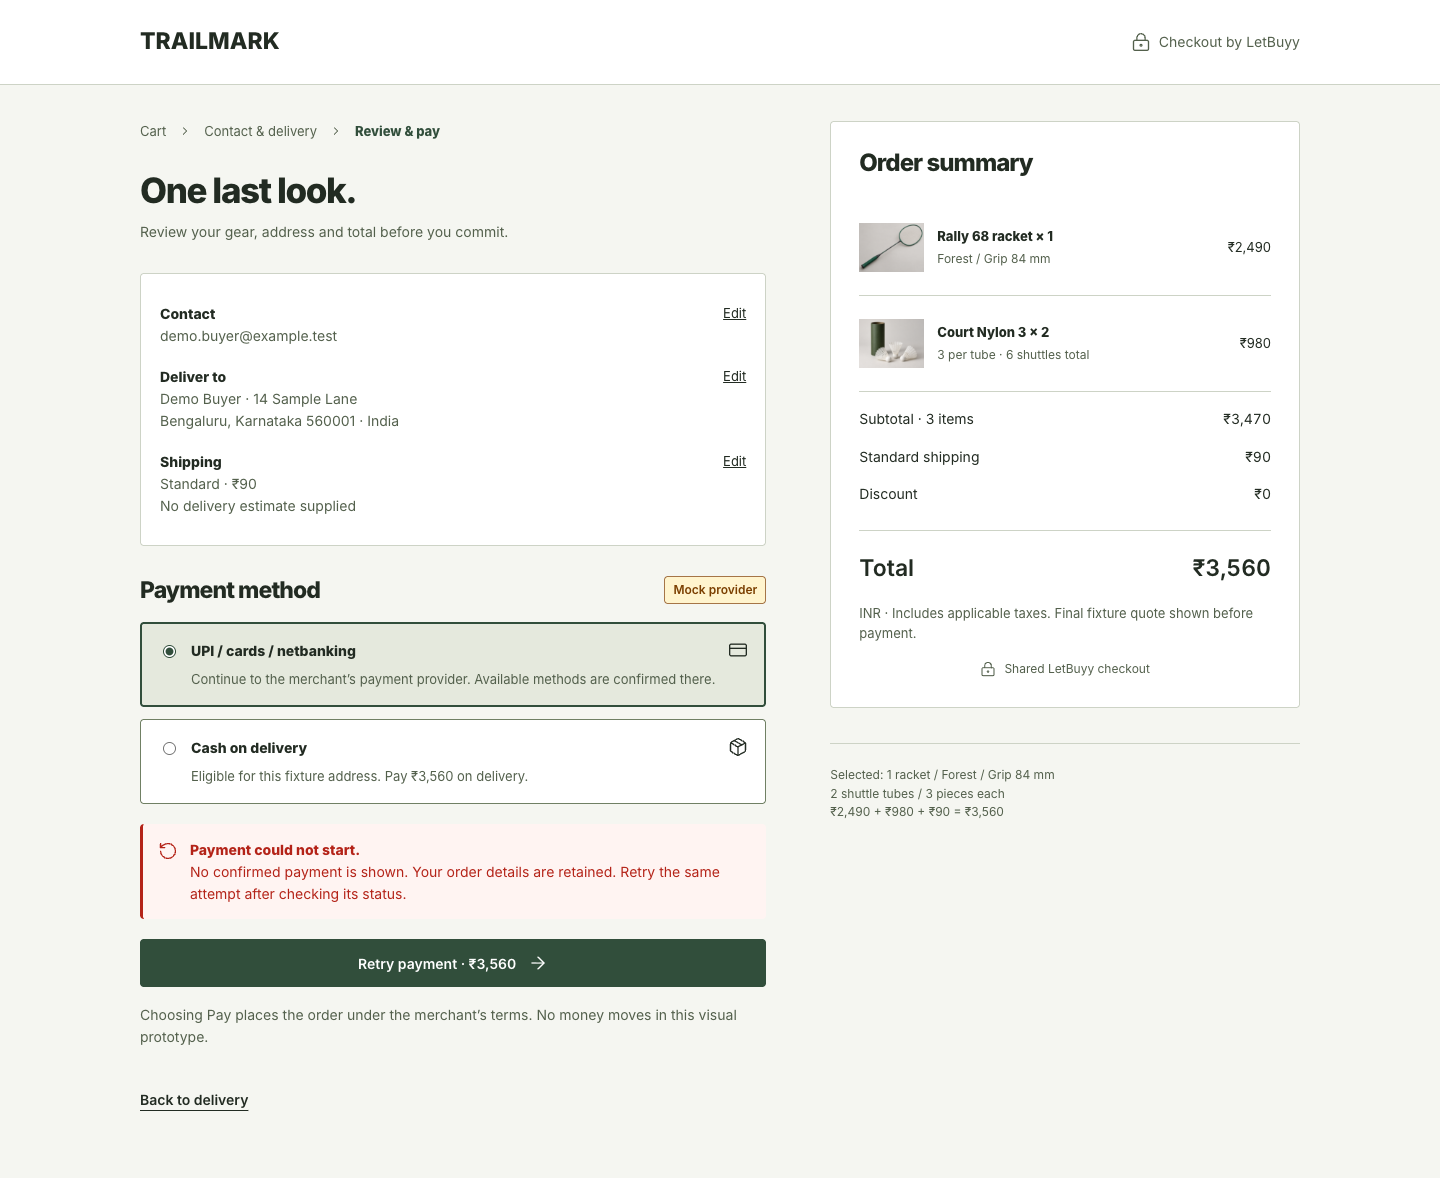 TRAILMARK
Checkout by LetBuyy
Cart > Contact & delivery > Review & pay
One last look.
Review your gear, address and total before you commit.
Contact
Edit
demo.buyer@example.test
Deliver to
Edit
Demo Buyer · 14 Sample Lane
Bengaluru, Karnataka 560001 · India
Shipping
Edit
Standard · ₹90
No delivery estimate supplied
Payment method
Mock provider
UPI / cards / netbanking
Continue to the merchant’s payment provider. Available methods are confirmed there.
Cash on delivery
Eligible for this fixture address. Pay ₹3,560 on delivery.
Payment could not start.
No confirmed payment is shown. Your order details are retained. Retry the same
attempt after checking its status.
Retry payment · ₹3,560
Choosing Pay places the order under the merchant’s terms. No money moves in this visual
prototype.
Back to delivery
Order summary
Rally 68 racket × 1
Forest / Grip 84 mm
₹2,490
Court Nylon 3 × 2
3 per tube · 6 shuttles total
₹980
Subtotal · 3 items ₹3,470
Standard shipping ₹90
Discount ₹0
Total ₹3,560
INR · Includes applicable taxes. Final fixture quote shown before
payment.
Shared LetBuyy checkout
Selected: 1 racket / Forest / Grip 84 mm
2 shuttle tubes / 3 pieces each
₹2,490 + ₹980 + ₹90 = ₹3,560